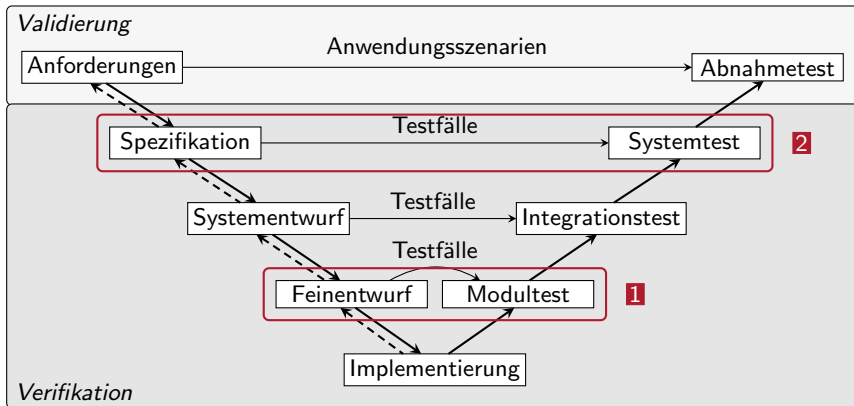 Validierung
Anwendungsszenarien
Anforderungen
Abnahmetest
Testfälle
Spezifikation
Systemtest
2
Testfälle
Systementwurf
Integrationstest
Testfälle
Feinentwurf
Modultest
1
Implementierung
Verifikation